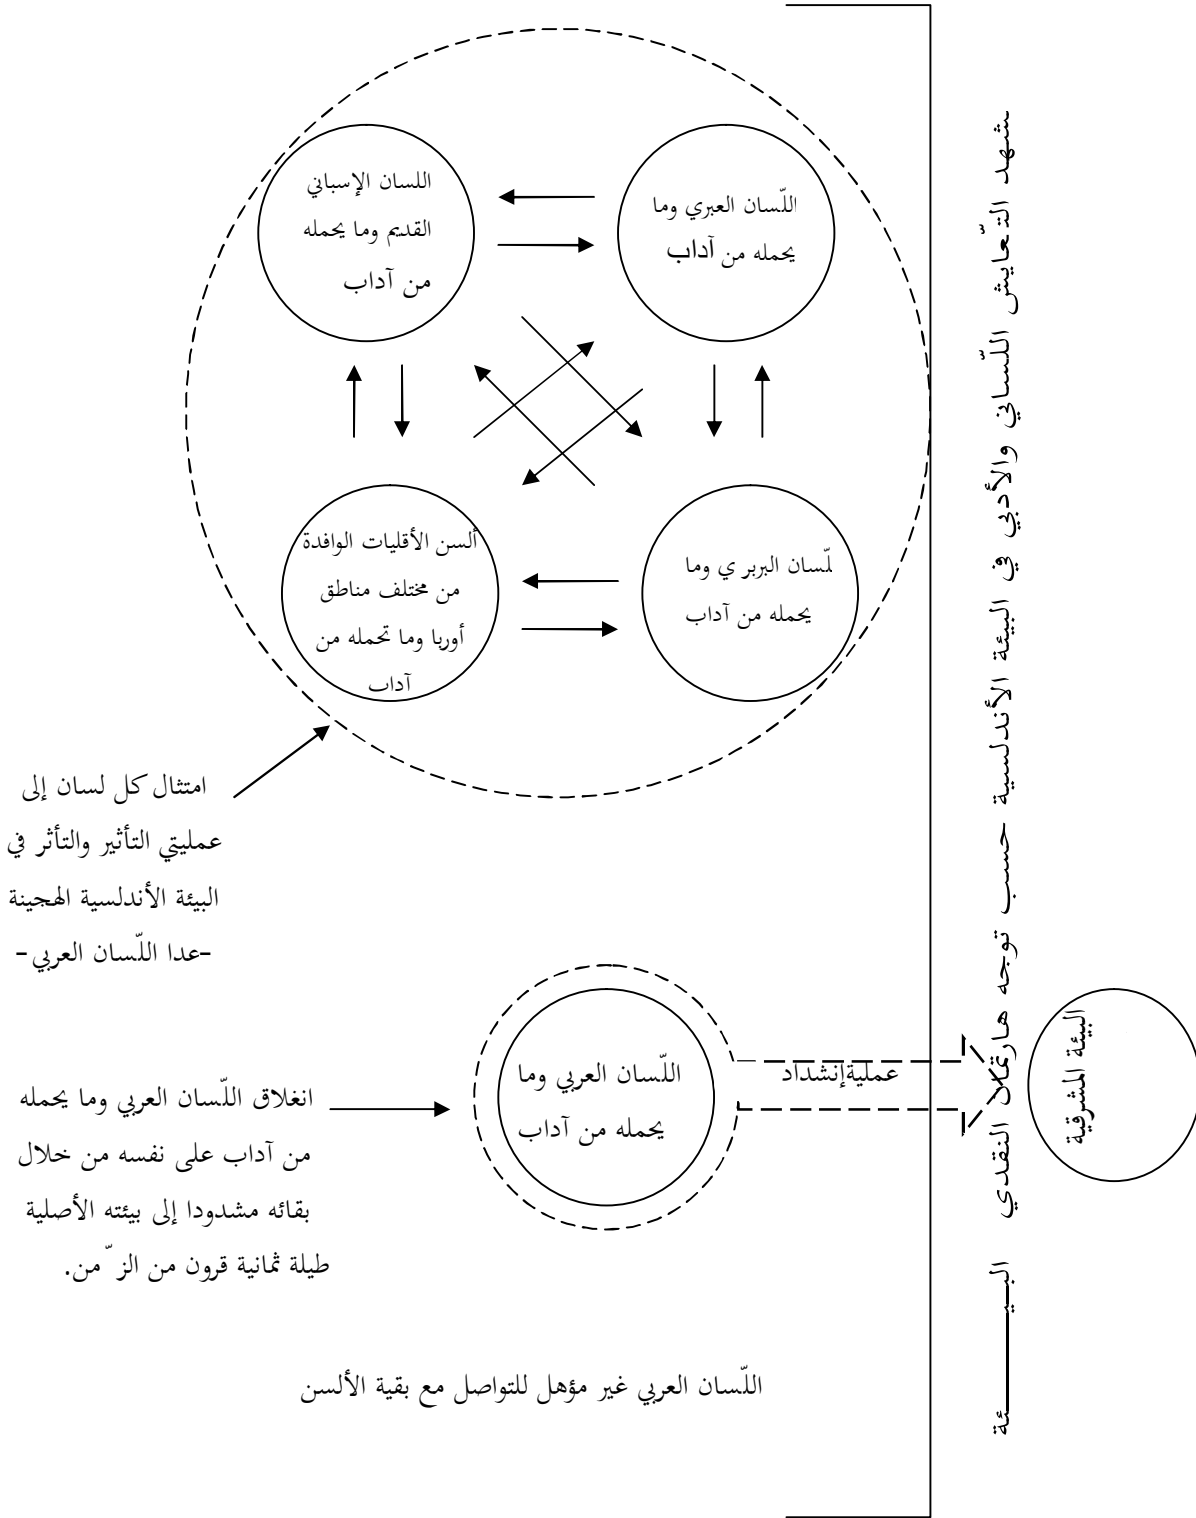 اللسان الإسباني
القديم وما يحمله
من آداب
اللّسان العبري وما
يحمله من آداب
ألسن الأقليات الوافدة
من مختلف مناطق
أوربا وما تحمله من
آداب
لّسان البربر ي وما
يحمله من آداب
امتثال كل لسان إلى
عمليتي التأثير والتأثر في
البيئة الأندلسية الهجينة
-عدا اللّسان العربي-
اللّسان العربي وما
يحمله من آداب
عملية إنشداد
انغلاق اللّسان العربي وما يحمله
من آداب على نفسه من خلال
بقائه مشدودا إلى بيئته الأصلية
طيلة ثمانية قرون من الز ّمن.
اللّسان العربي غير مؤهل للتواصل مع بقية الألسن
مشهد التّعايش اللّساني والأدبي في البيئة الأندلسية حسب توجه هارتمان النقدي
البيـــــئة
البيئة المشرقية